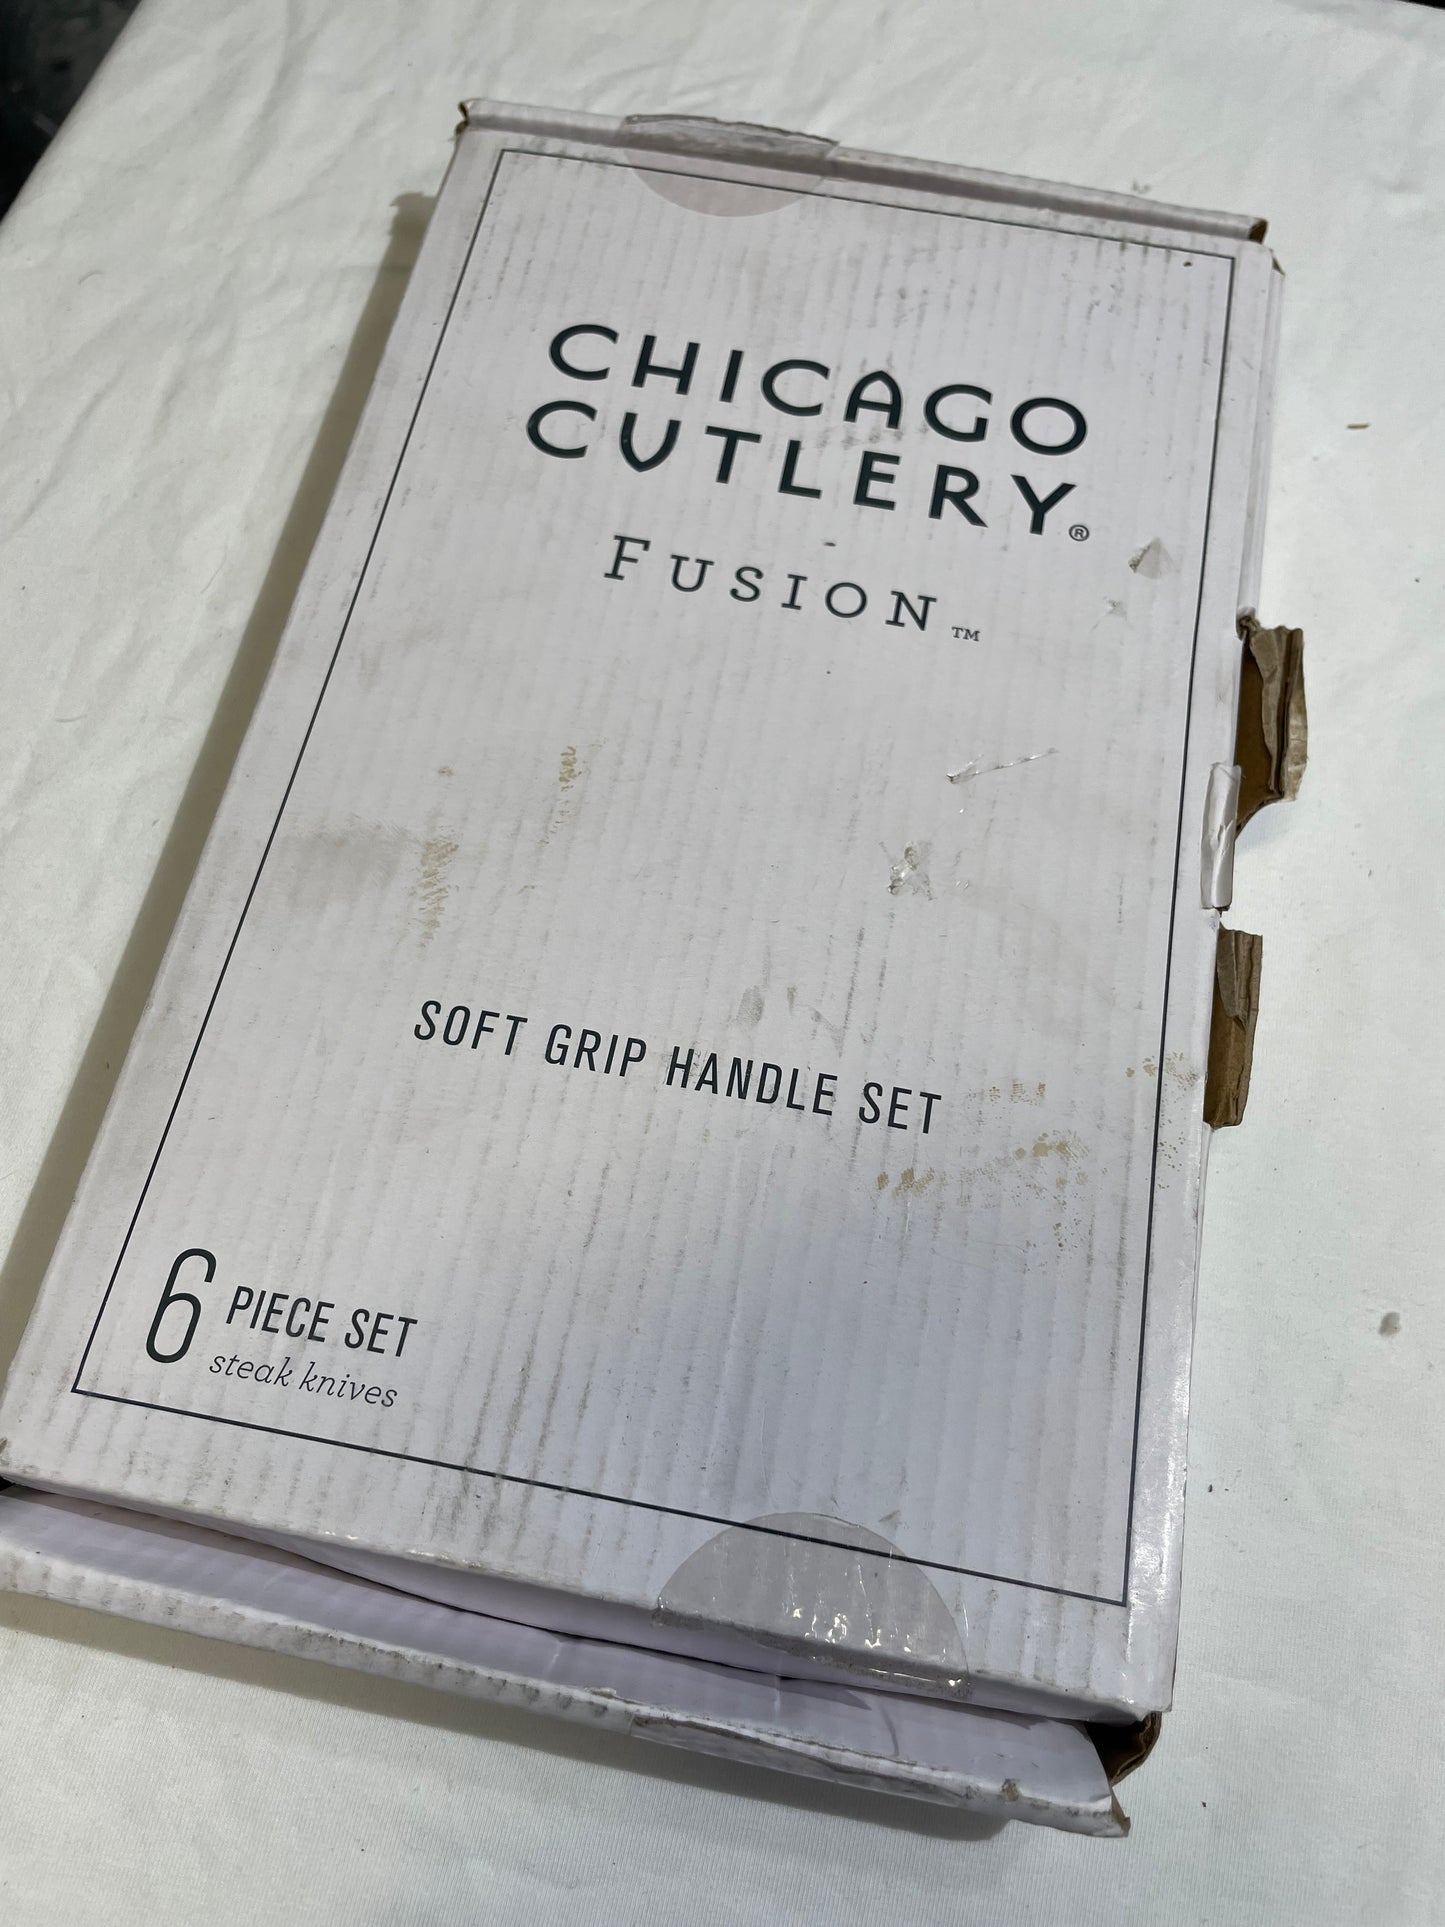 CHICAGO
CUTLERY®
FUSION™
SOFT GRIP HANDLE SET
6 PIECE SET
steak knives